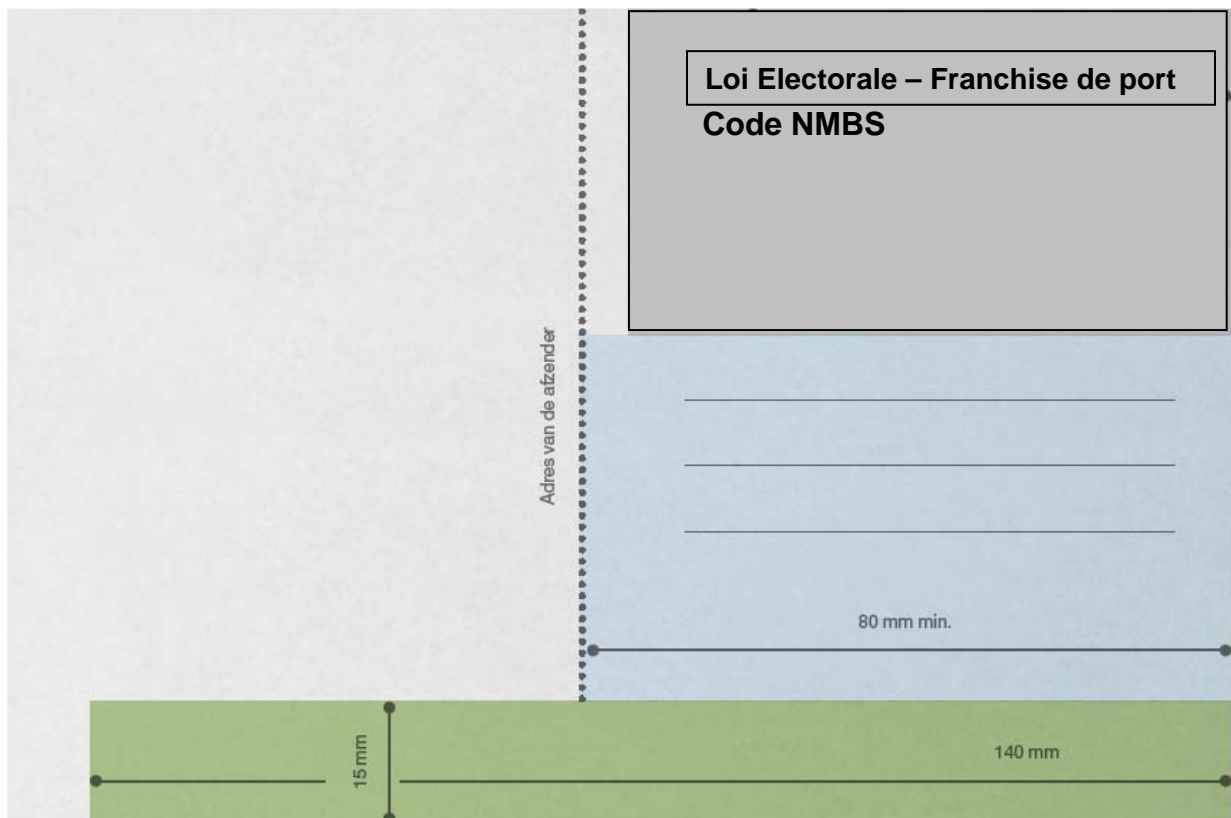 Loi Electorale – Franchise de port
Code NMBS
Adres van de afzender
80 mm min.
15 mm
140 mm